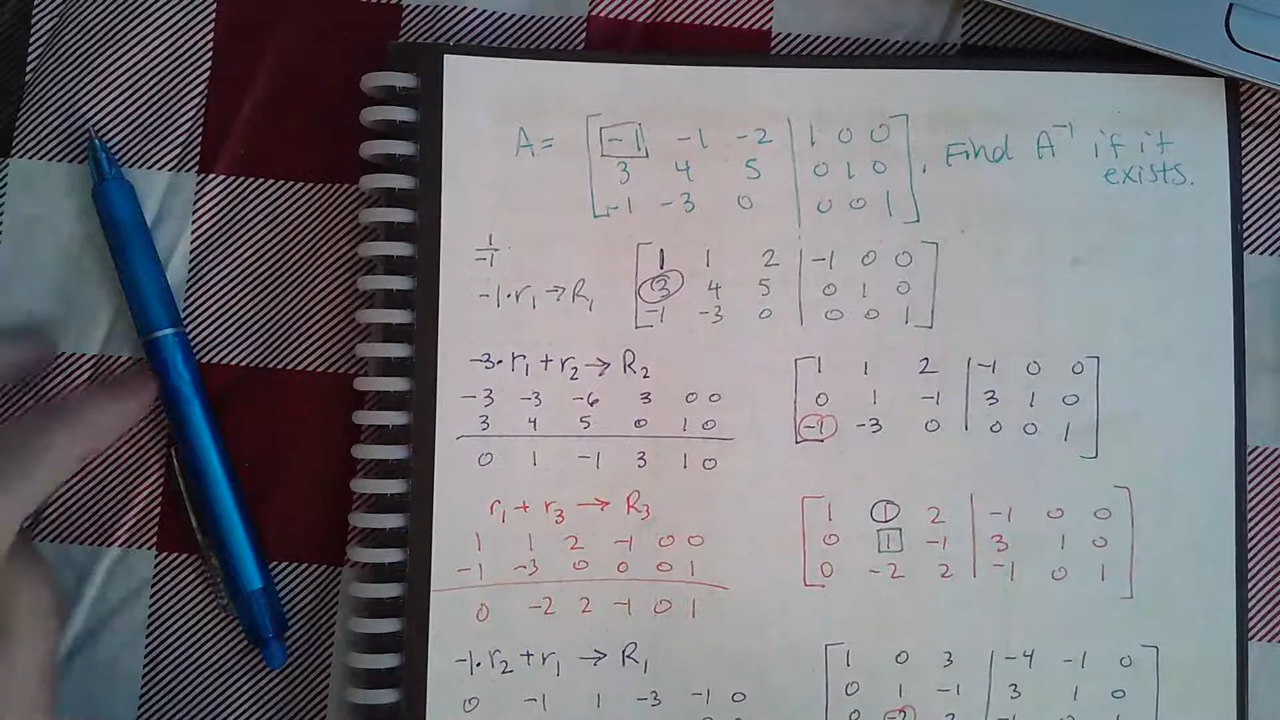 A = [ -1 -1 -2 | 1 0 0 ]
[ 3 4 5 | 0 1 0 ] , Find A⁻¹ if it exists.
[ -1 -3 0 | 0 0 1 ]
1/-1
-1·r₁ → R₁
[ 1 1 2 | -1 0 0 ]
[ 3 4 5 | 0 1 0 ]
[ -1 -3 0 | 0 0 1 ]
-3·r₁ + r₂ → R₂
-3 -3 -6 3 0 0
3 4 5 0 1 0
0 1 -1 3 1 0
[ 1 1 2 | -1 0 0 ]
[ 0 1 -1 | 3 1 0 ]
[ -1 -3 0 | 0 0 1 ]
r₁ + r₃ → R₃
1 1 2 -1 0 0
-1 -3 0 0 0 1
0 -2 2 -1 0 1
[ 1 1 2 | -1 0 0 ]
[ 0 1 -1 | 3 1 0 ]
[ 0 -2 2 | -1 0 1 ]
-1·r₂ + r₁ → R₁
0 -1 1 -3 -1 0
[ 1 0 3 | -4 -1 0 ]
[ 0 1 -1 | 3 1 0 ]